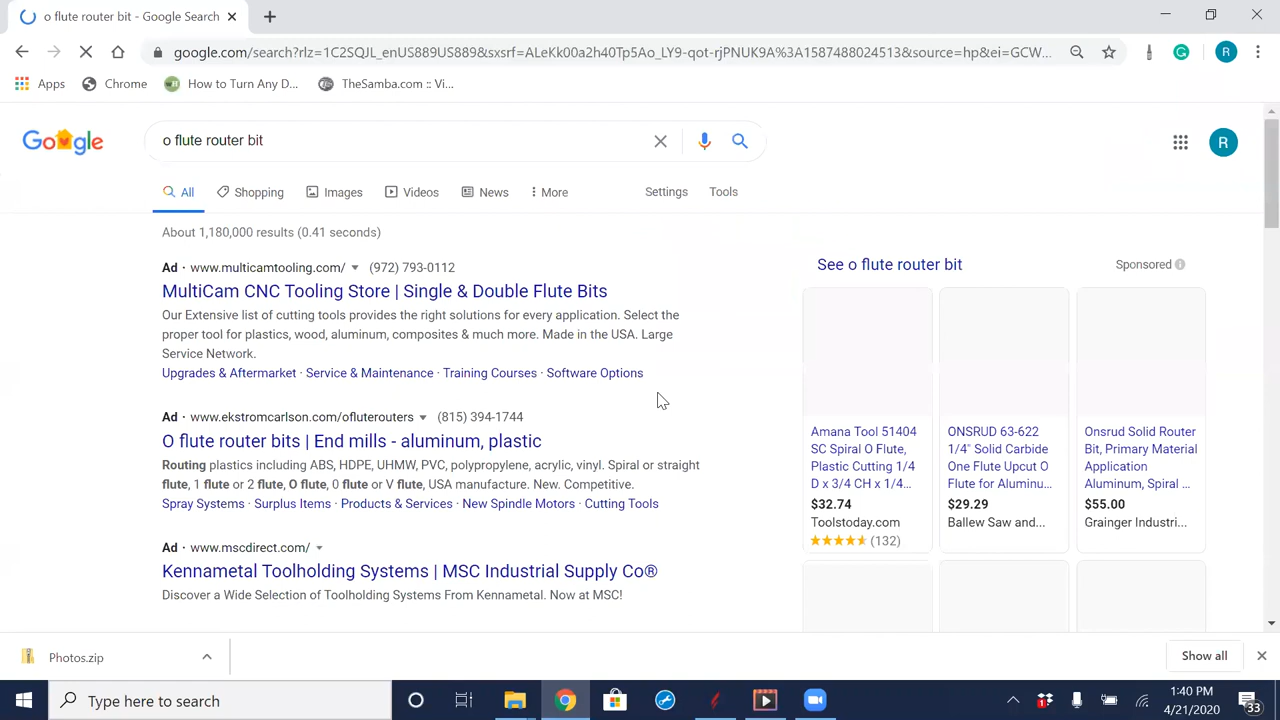 o flute router bit - Google Search
google.com/search?rlz=1C2SQJL_enUS889US889&sxsrf=ALeKk00a2h40Tp5Ao_LY9-qot-rjPNUK9A%3A1587488024513&source=hp&ei=GCW...
R
Apps
Chrome
How to Turn Any D...
TheSamba.com :: Vi...
Google
o flute router bit
R
All
Shopping
Images
Videos
News
More
Settings
Tools
About 1,180,000 results (0.41 seconds)
Ad · www.multicamtooling.com/ (972) 793-0112
MultiCam CNC Tooling Store | Single & Double Flute Bits
Our Extensive list of cutting tools provides the right solutions for every application. Select the
proper tool for plastics, wood, aluminum, composites & much more. Made in the USA. Large
Service Network.
Upgrades & Aftermarket · Service & Maintenance · Training Courses · Software Options
Ad · www.ekstromcarlson.com/ofluterouters (815) 394-1744
O flute router bits | End mills - aluminum, plastic
Routing plastics including ABS, HDPE, UHMW, PVC, polypropylene, acrylic, vinyl. Spiral or straight
flute, 1 flute or 2 flute, O flute, 0 flute or V flute, USA manufacture. New. Competitive.
Spray Systems · Surplus Items · Products & Services · New Spindle Motors · Cutting Tools
Ad · www.mscdirect.com/
Kennametal Toolholding Systems | MSC Industrial Supply Co®
Discover a Wide Selection of Toolholding Systems From Kennametal. Now at MSC!
See o flute router bit
Sponsored
Amana Tool 51404
SC Spiral O Flute,
Plastic Cutting 1/4
D x 3/4 CH x 1/4...
$32.74
Toolstoday.com
(132)
ONSRUD 63-622
1/4" Solid Carbide
One Flute Upcut O
Flute for Aluminu...
$29.29
Ballew Saw and...
Onsrud Solid Router
Bit, Primary Material
Application
Aluminum, Spiral ...
$55.00
Grainger Industri...
Photos.zip
Show all
Type here to search
1:40 PM
4/21/2020
33